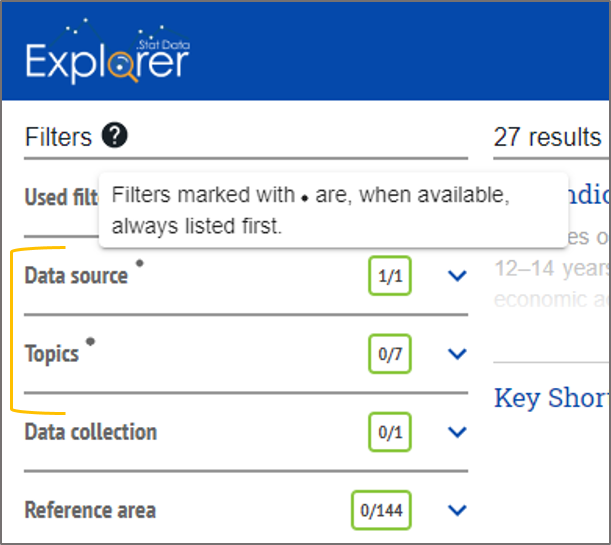 .Stat Data
Explorer
Filters ?
27 results
Filters marked with • are, when available,
always listed first.
Used filt
ndic
es o
12–14 years
economic a
Data source • 1/1
Topics • 0/7
Key Shor
Data collection 0/1
Reference area 0/144